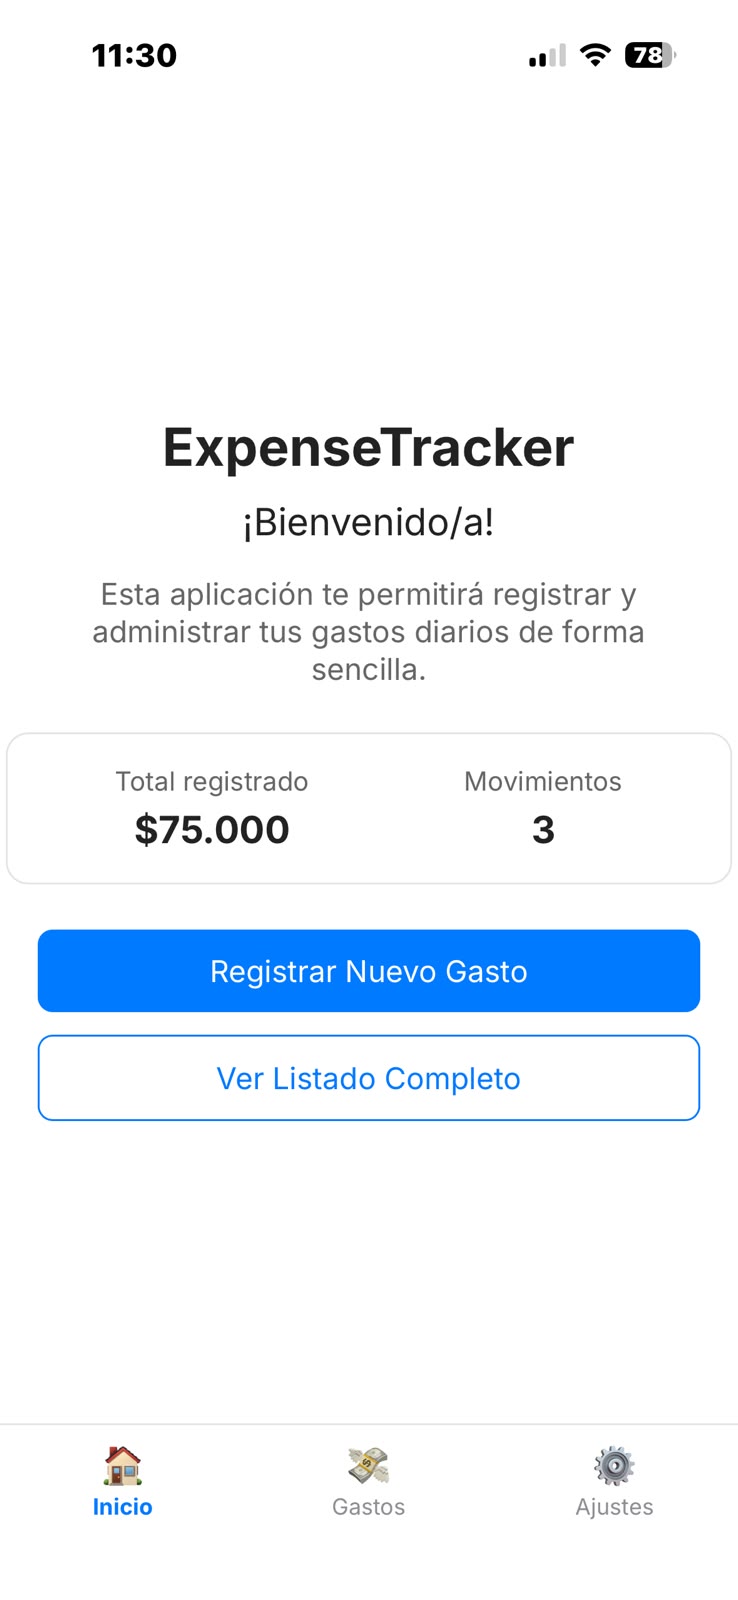 11:30
78
ExpenseTracker
¡Bienvenido/a!
Esta aplicación te permitirá registrar y
administrar tus gastos diarios de forma
sencilla.
Total registrado
$75.000
Movimientos
3
Registrar Nuevo Gasto
Ver Listado Completo
Inicio
Gastos
Ajustes